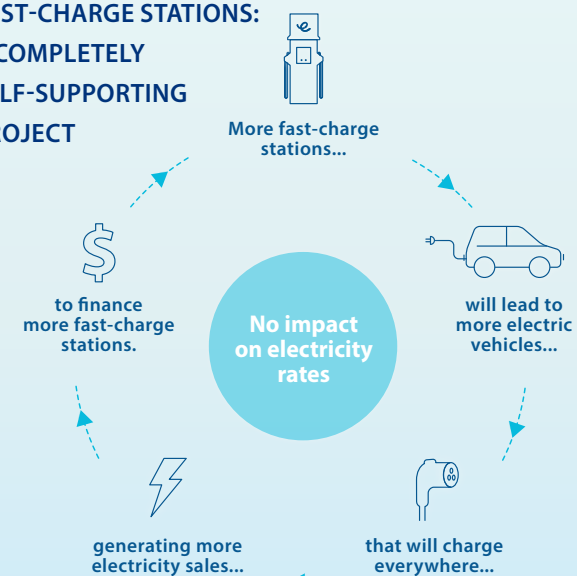 ST-CHARGE STATIONS:
COMPLETELY
LF-SUPPORTING
OJECT
More fast-charge
stations...
will lead to
more electric
vehicles...
that will charge
everywhere...
generating more
electricity sales...
to finance
more fast-charge
stations.
No impact
on electricity
rates